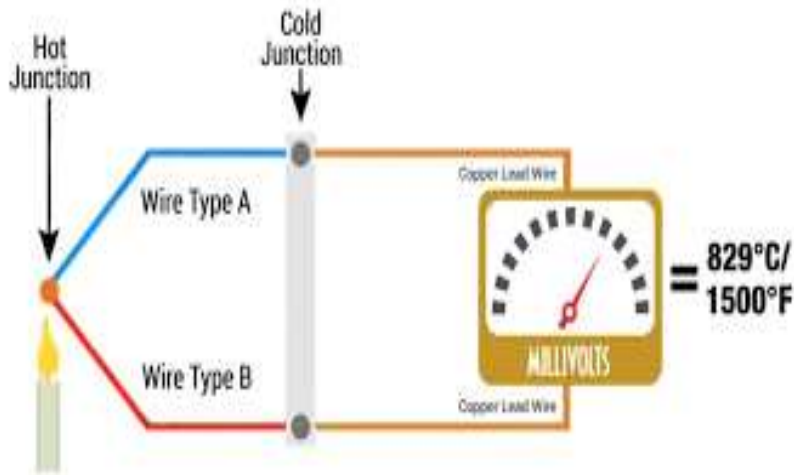 Hot
Junction
Cold
Junction
Wire Type A
Copper Lead Wire
= 829°C/
1500°F
MILLIVOLTS
Wire Type B
Copper Lead Wire